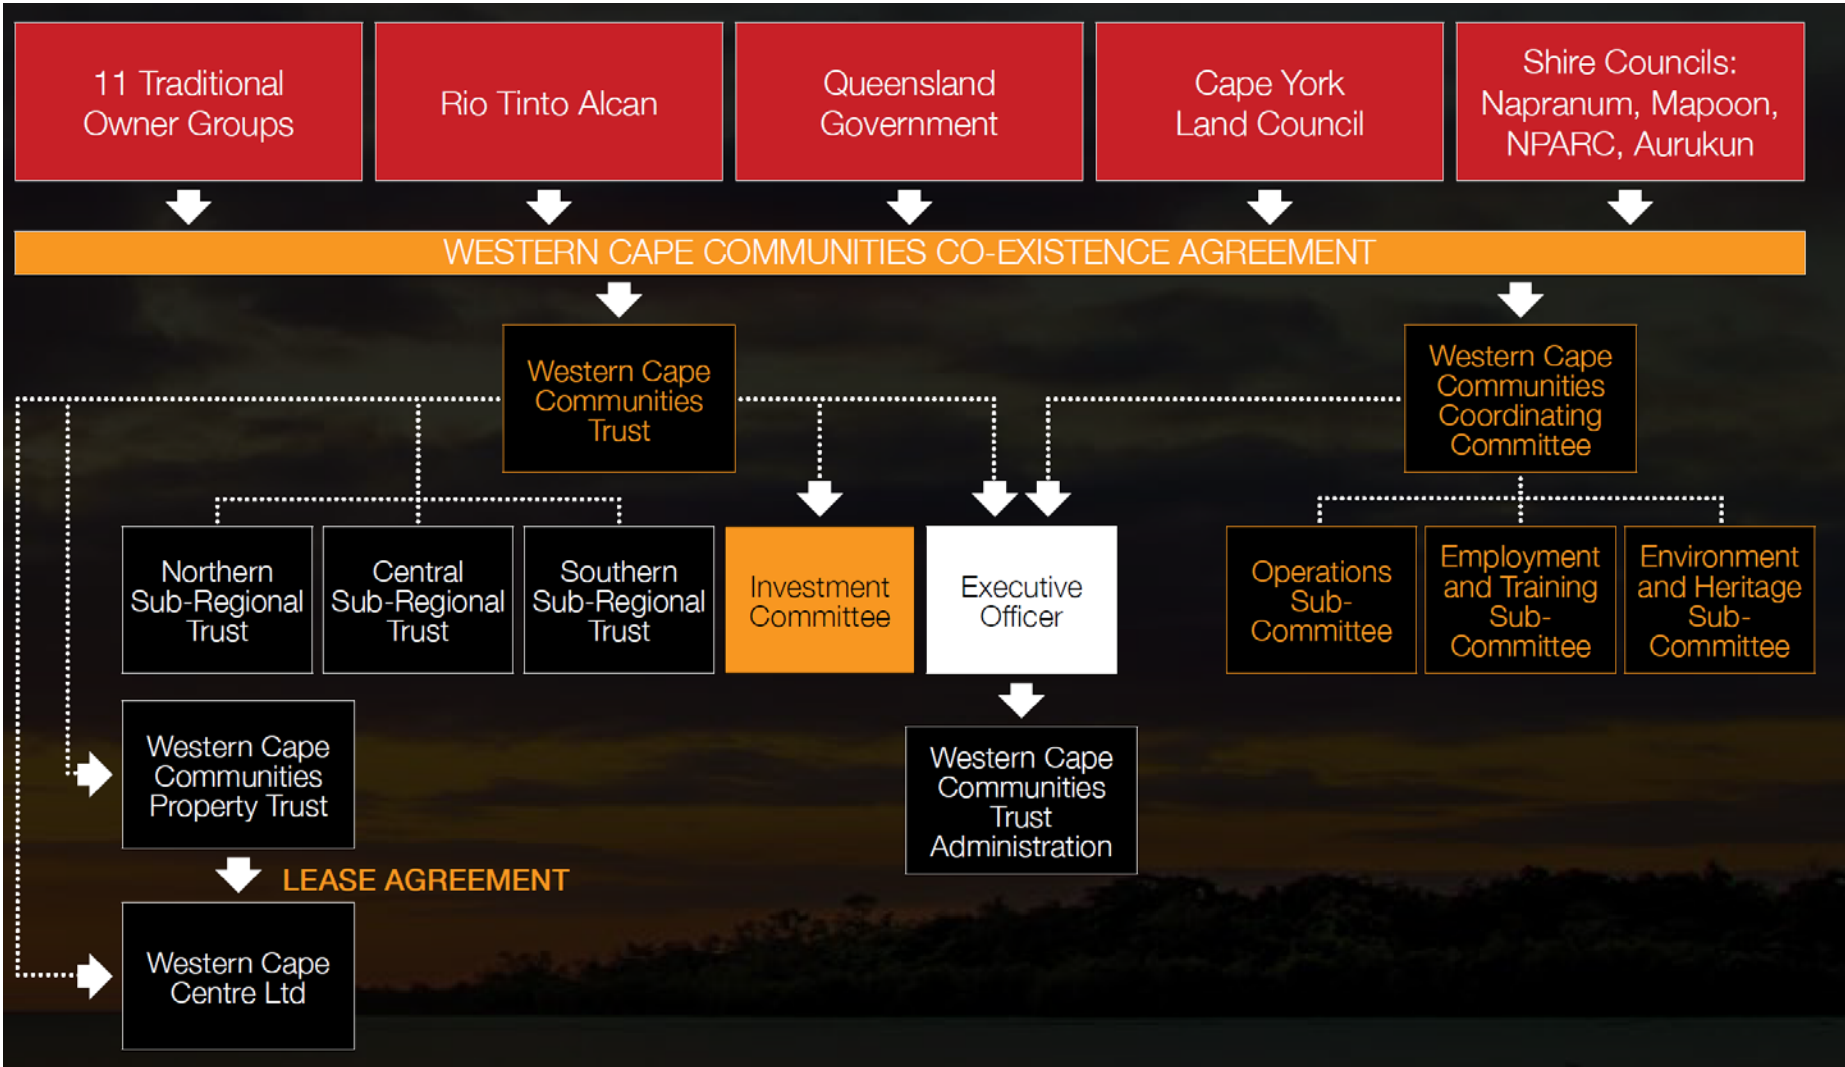 11 Traditional
Owner Groups
Rio Tinto Alcan
Queensland
Government
Cape York
Land Council
Shire Councils:
Napranum, Mapoon,
NPARC, Aurukun
WESTERN CAPE COMMUNITIES CO-EXISTENCE AGREEMENT
Western Cape
Communities
Trust
Western Cape
Communities
Coordinating
Committee
Northern
Sub-Regional
Trust
Central
Sub-Regional
Trust
Southern
Sub-Regional
Trust
Investment
Committee
Executive
Officer
Operations
Sub-
Committee
Employment
and Training
Sub-
Committee
Environment
and Heritage
Sub-
Committee
Western Cape
Communities
Property Trust
Western Cape
Communities
Trust
Administration
LEASE AGREEMENT
Western Cape
Centre Ltd